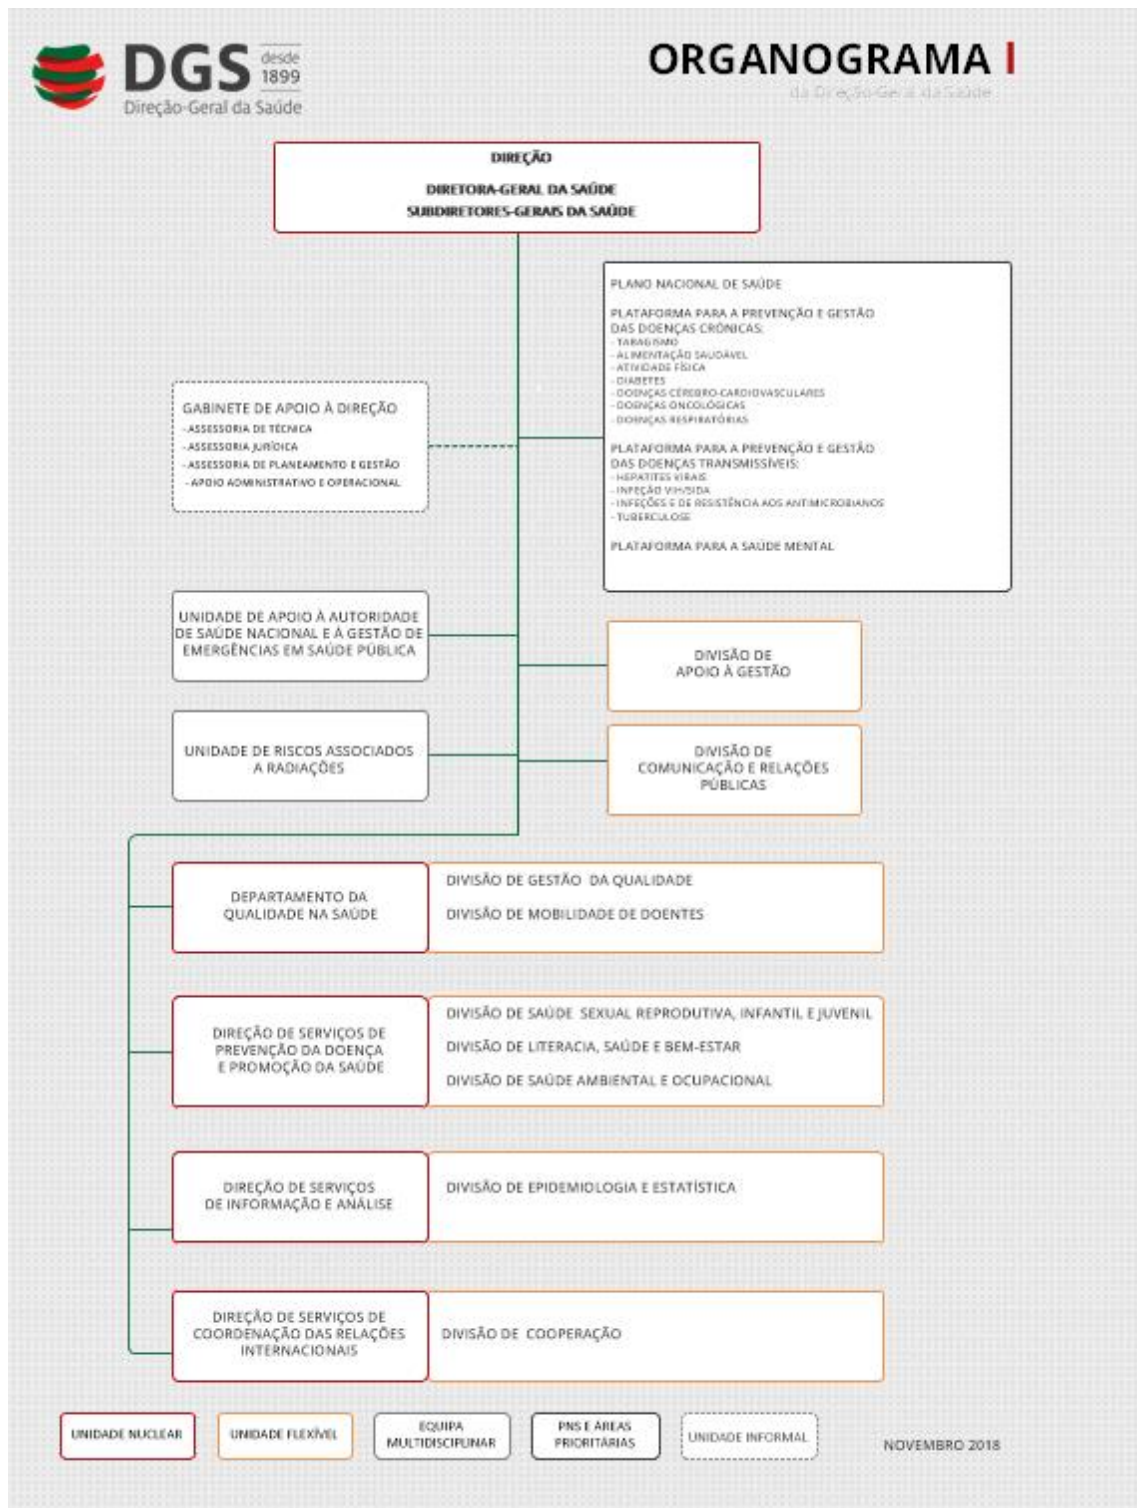 DGS desde
1899
Direção-Geral da Saúde
ORGANOGRAMA
da Direção-Geral da Saúde
DIREÇÃO
DIRETORA-GERAL DA SAÚDE
SUBDIRETORES-GERAIS DA SAÚDE
PLANO NACIONAL DE SAÚDE
PLATAFORMA PARA A PREVENÇÃO E GESTÃO
DAS DOENÇAS CRÓNICAS:
- TABAGISMO
- ALIMENTAÇÃO SAUDÁVEL
- ATIVIDADE FÍSICA
- DIABETES
- DOENÇAS CÉREBRO-CARDIOVASCULARES
- DOENÇAS ONCOLÓGICAS
- DOENÇAS RESPIRATÓRIAS
PLATAFORMA PARA A PREVENÇÃO E GESTÃO
DAS DOENÇAS TRANSMISSÍVEIS:
- HEPATITES VIRAIS
- INFEÇÃO VIH/SIDA
- INFEÇÕES E DE RESISTÊNCIA AOS ANTIMICROBIANOS
- TUBERCULOSE
PLATAFORMA PARA A SAÚDE MENTAL
GABINETE DE APOIO À DIREÇÃO
- ASSESSORIA DE TÉCNICA
- ASSESSORIA JURÍDICA
- ASSESSORIA DE PLANEAMENTO E GESTÃO
- APOIO ADMINISTRATIVO E OPERACIONAL
UNIDADE DE APOIO À AUTORIDADE
DE SAÚDE NACIONAL E À GESTÃO DE
EMERGÊNCIAS EM SAÚDE PÚBLICA
DIVISÃO DE
APOIO À GESTÃO
UNIDADE DE RISCOS ASSOCIADOS
A RADIAÇÕES
DIVISÃO DE
COMUNICAÇÃO E RELAÇÕES
PÚBLICAS
DEPARTAMENTO DA
QUALIDADE NA SAÚDE
DIVISÃO DE GESTÃO DA QUALIDADE
DIVISÃO DE MOBILIDADE DE DOENTES
DIREÇÃO DE SERVIÇOS DE
PREVENÇÃO DA DOENÇA
E PROMOÇÃO DA SAÚDE
DIVISÃO DE SAÚDE SEXUAL REPRODUTIVA, INFANTIL E JUVENIL
DIVISÃO DE LITERACIA, SAÚDE E BEM-ESTAR
DIVISÃO DE SAÚDE AMBIENTAL E OCUPACIONAL
DIREÇÃO DE SERVIÇOS
DE INFORMAÇÃO E ANÁLISE
DIVISÃO DE EPIDEMIOLOGIA E ESTATÍSTICA
DIREÇÃO DE SERVIÇOS DE
COORDENAÇÃO DAS RELAÇÕES
INTERNACIONAIS
DIVISÃO DE COOPERAÇÃO
UNIDADE NUCLEAR
UNIDADE FLEXÍVEL
EQUIPA
MULTIDISCIPLINAR
PNS E ÁREAS
PRIORITÁRIAS
UNIDADE INFORMAL
NOVEMBRO 2018